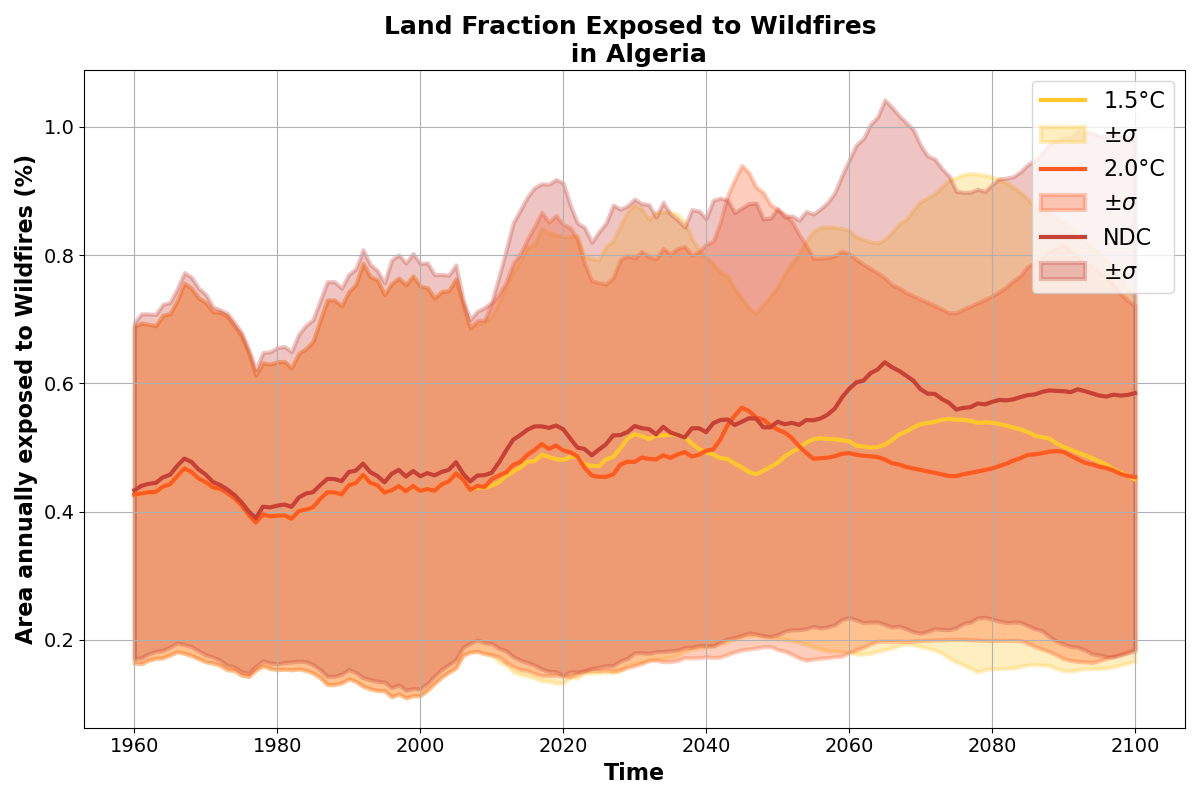 Land Fraction Exposed to Wildfires
in Algeria
Area annually exposed to Wildfires (%)
1.0
0.8
0.6
0.4
0.2
1960
1980
2000
2020
2040
2060
2080
2100
Time
1.5°C
±σ
2.0°C
±σ
NDC
±σ